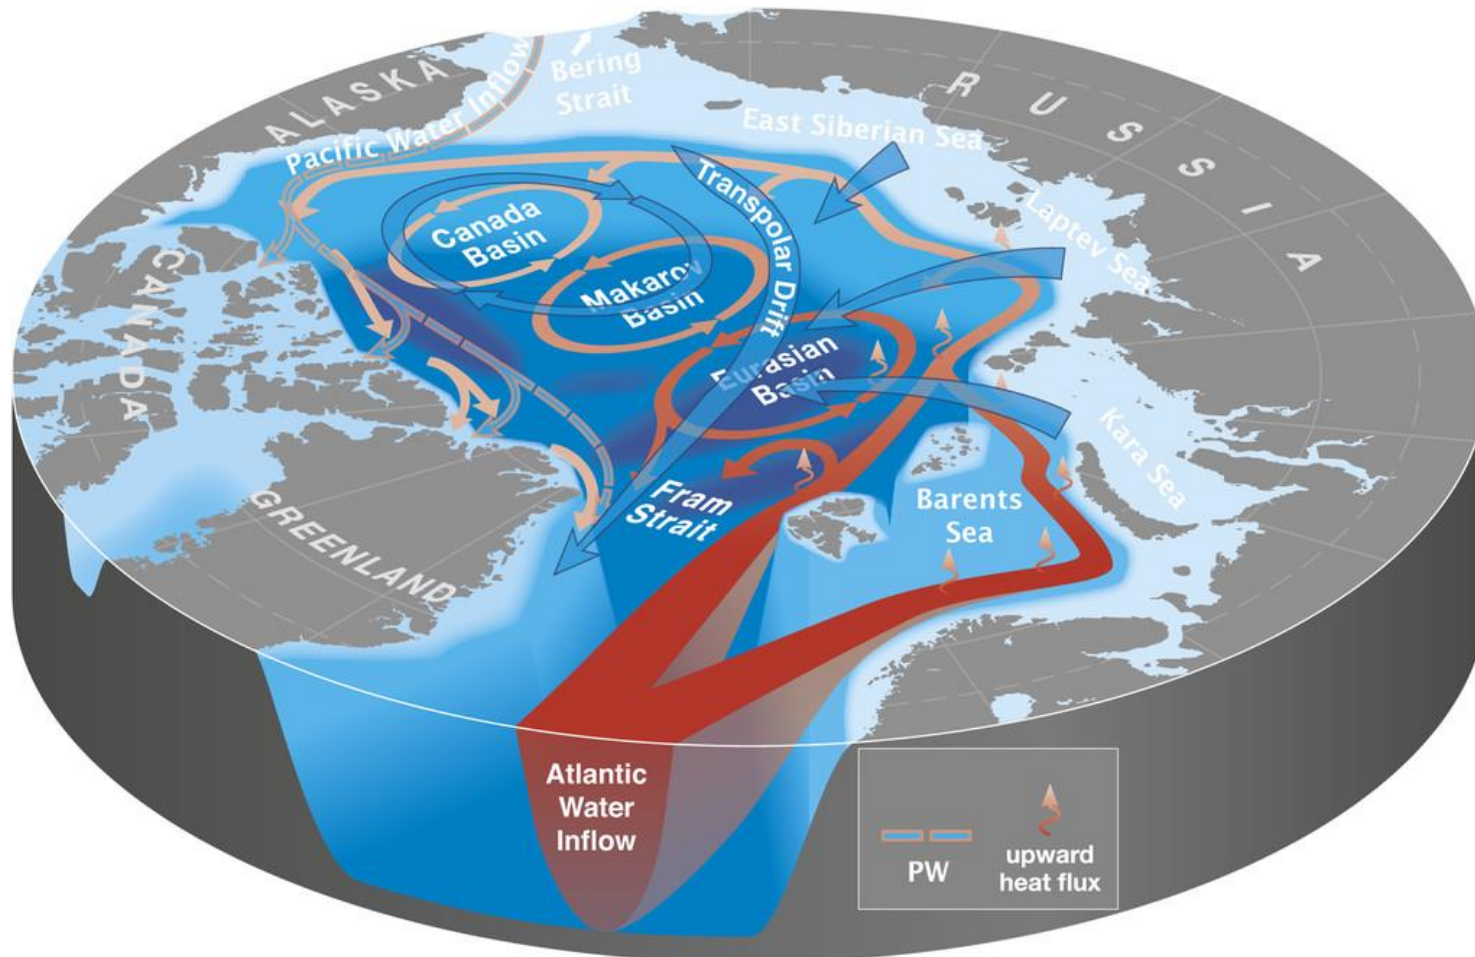 ALASKA
Pacific Water Inflow
Bering
Strait
RUSSIA
East Siberian Sea
Laptev Sea
Transpolar Drift
Canada
Basin
Makarov
Basin
Eurasian
Basin
CANADA
Kara Sea
Fram
Strait
Barents
Sea
GREENLAND
Atlantic
Water
Inflow
PW
upward
heat flux